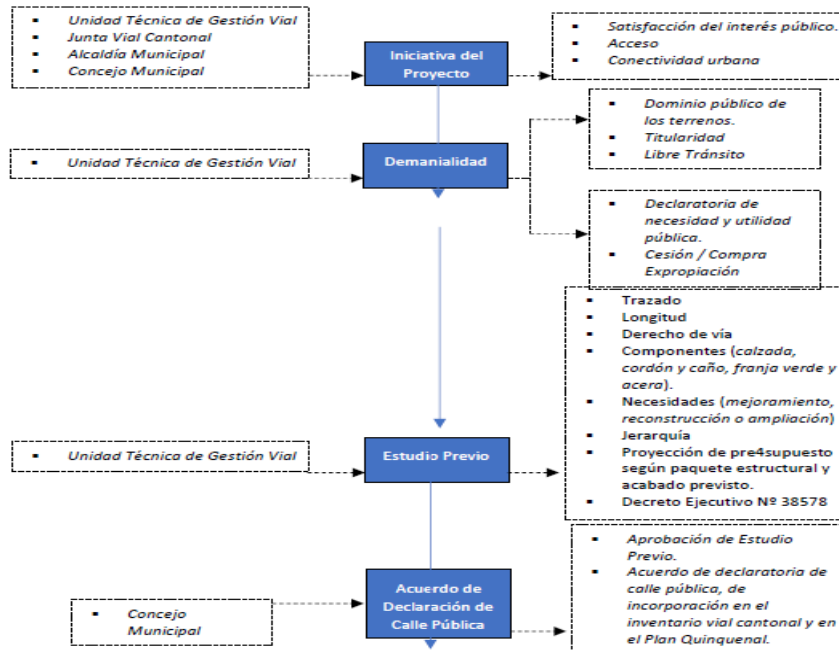 ▪ Unidad Técnica de Gestión Vial
▪ Junta Vial Cantonal
▪ Alcaldía Municipal
▪ Concejo Municipal
Iniciativa del
Proyecto
▪ Satisfacción del interés público.
▪ Acceso
▪ Conectividad urbana
▪ Unidad Técnica de Gestión Vial
Demanialidad
▪ Dominio público de
los terrenos.
▪ Titularidad
▪ Libre Tránsito
▪ Declaratoria de
necesidad y utilidad
pública.
▪ Cesión / Compra
Expropiación
▪ Unidad Técnica de Gestión Vial
Estudio Previo
▪ Trazado
▪ Longitud
▪ Derecho de vía
▪ Componentes (calzada,
cordón y caño, franja verde y
acera).
▪ Necesidades (mejoramiento,
reconstrucción o ampliación)
▪ Jerarquía
▪ Proyección de pre4supuesto
según paquete estructural y
acabado previsto.
▪ Decreto Ejecutivo Nº 38578
▪ Concejo
Municipal
Acuerdo de
Declaración de
Calle Pública
▪ Aprobación de Estudio
Previo.
▪ Acuerdo de declaratoria de
calle pública, de
incorporación en el
inventario vial cantonal y en
el Plan Quinquenal.